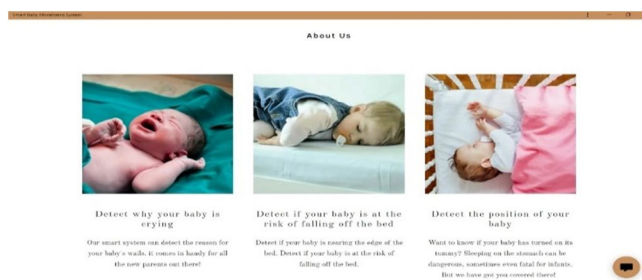 Smart Baby Monitoring System
About Us
Detect why your baby is
crying
Our smart system can detect the reason for
your baby's wails. it comes in handy for all
the new parents out there!
Detect if your baby is at the
risk of falling off the bed
Detect if your baby is nearing the edge of the
bed. Detect if your baby is at the risk of
falling off the bed.
Detect the position of your
baby
Want to know if your baby has turned on its
tummy? Sleeping on the stomach can be
dangerous, sometimes even fatal for infants.
But we have got you covered there!